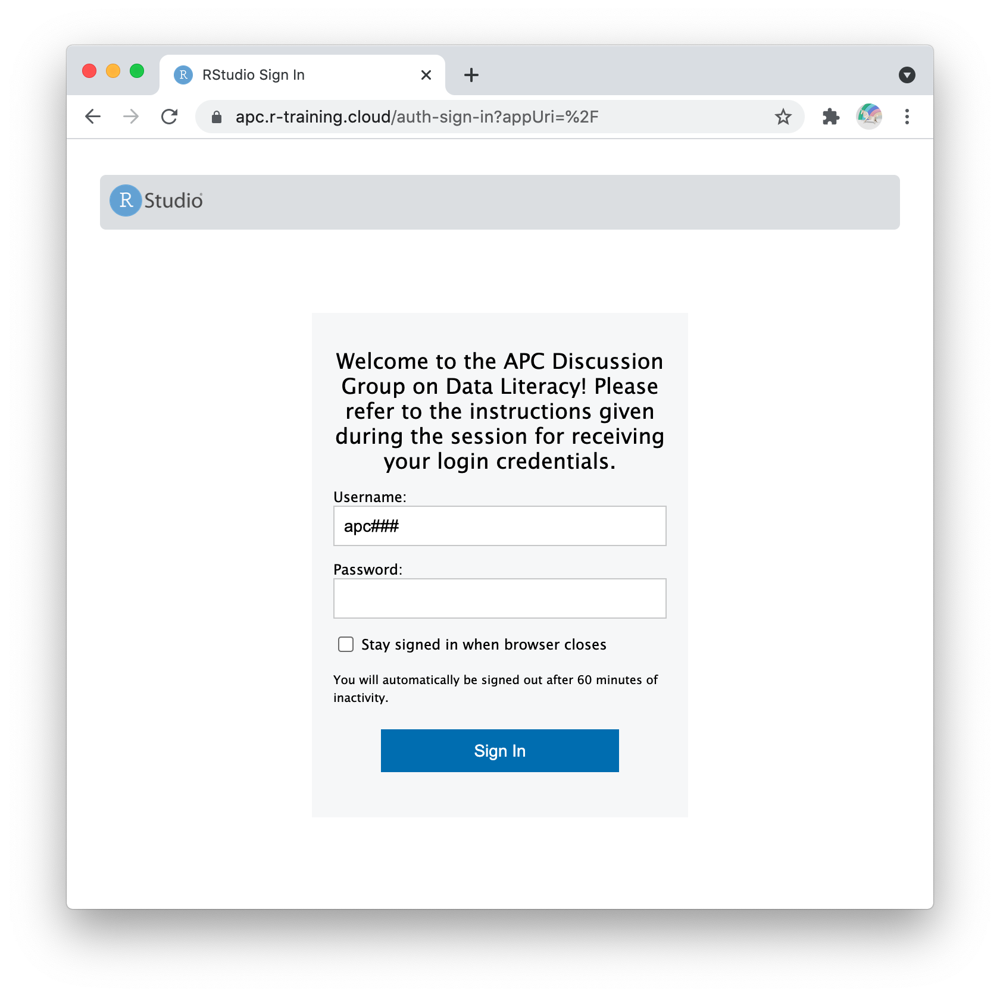 RStudio Sign In
apc.r-training.cloud/auth-sign-in?appUri=%2F
R Studio®
Welcome to the APC Discussion
Group on Data Literacy! Please
refer to the instructions given
during the session for receiving
your login credentials.
Username:
apc###
Password:
Stay signed in when browser closes
You will automatically be signed out after 60 minutes of
inactivity.
Sign In